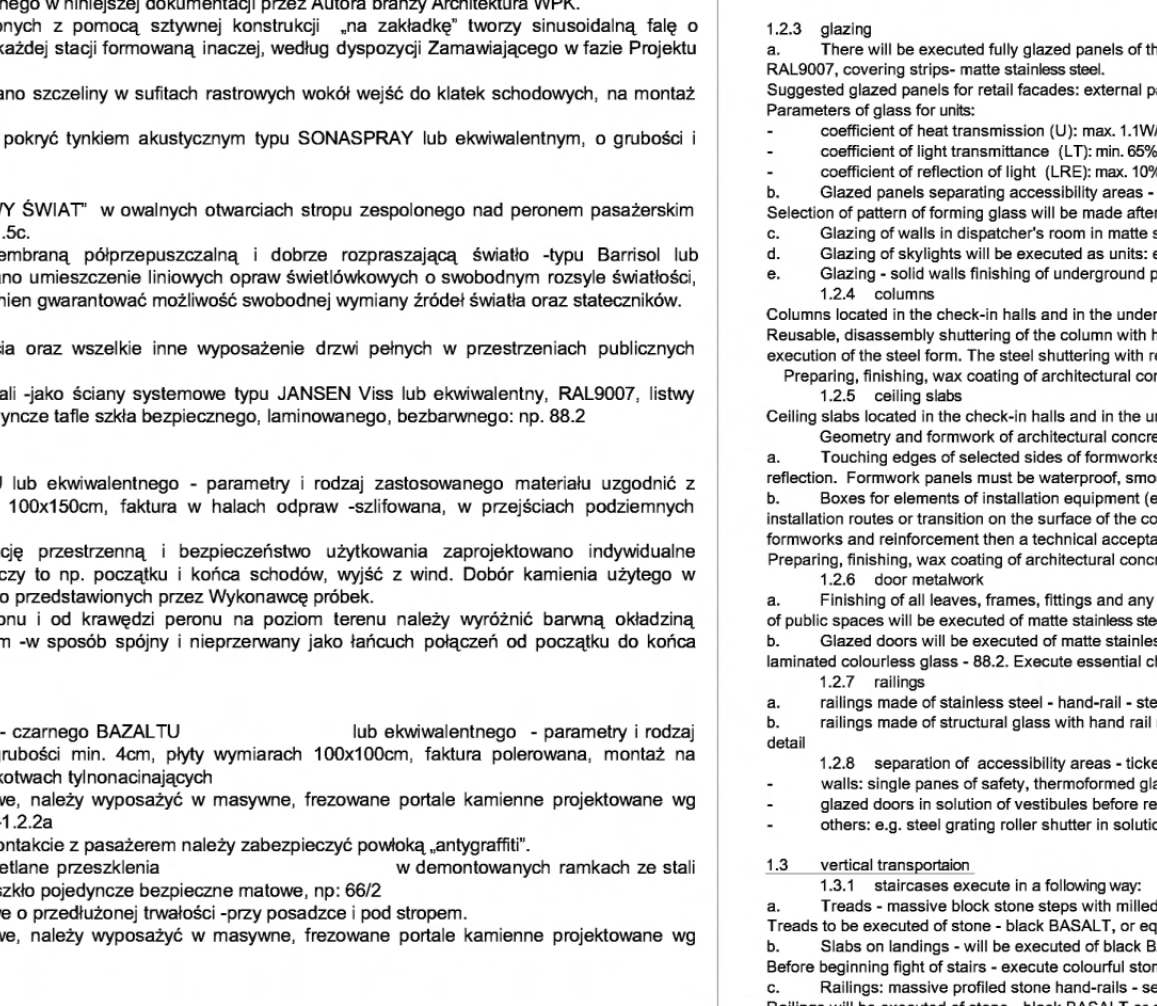 nego w niniejszej dokumentacji przez Autora branży Architektura WPK.
onych z pomocą sztywnej konstrukcji „na zakładkę” tworzy sinusoidalną falę o
każdej stacji formowaną inaczej, według dyspozycji Zamawiającego w fazie Projektu
ano szczeliny w sufitach rastrowych wokół wejść do klatek schodowych, na montaż
pokryć tynkiem akustycznym typu SONASPRAY lub ekwiwalentnym, o grubości i
WY ŚWIAT” w owalnych otwarciach stropu zespolonego nad peronem pasażerskim
.5c.
embraną półprzepuszczalną i dobrze rozpraszającą światło -typu Barrisol lub
no umieszczenie liniowych opraw świetlówkowych o swobodnym rozsyle światłości,
nien gwarantować możliwość swobodnej wymiany źródeł światła oraz stateczników.
ia oraz wszelkie inne wyposażenie drzwi pełnych w przestrzeniach publicznych
ali -jako ściany systemowe typu JANSEN Viss lub ekwiwalentny, RAL9007, listwy
yncze tafle szkła bezpiecznego, laminowanego, bezbarwnego: np. 88.2
U lub ekwiwalentnego - parametry i rodzaj zastosowanego materiału uzgodnić z
100x150cm, faktura w halach odpraw -szlifowana, w przejściach podziemnych
cję przestrzenną i bezpieczeństwo użytkowania zaprojektowano indywidualne
czy to np. początku i końca schodów, wyjść z wind. Dobór kamienia użytego w
o przedstawionych przez Wykonawcę próbek.
onu i od krawędzi peronu na poziom terenu należy wyróżnić barwną okładziną
m -w sposób spójny i nieprzerwany jako łańcuch połączeń od początku do końca
- czarnego BAZALTU lub ekwiwalentnego - parametry i rodzaj
grubości min. 4cm, płyty wymiarach 100x100cm, faktura polerowana, montaż na
kotwach tylnonacinających
we, należy wyposażyć w masywne, frezowane portale kamienne projektowane wg
-1.2.2a
ontakcie z pasażerem należy zabezpieczyć powłoką „antygraffiti”.
etlane przeszklenia w demontowanych ramkach ze stali
szkło pojedyncze bezpieczne matowe, np: 66/2
e o przedłużonej trwałości -przy posadzce i pod stropem.
we, należy wyposażyć w masywne, frezowane portale kamienne projektowane wg
1.2.3 glazing
a. There will be executed fully glazed panels of th
RAL9007, covering strips- matte stainless steel.
Suggested glazed panels for retail facades: external pa
Parameters of glass for units:
- coefficient of heat transmission (U): max. 1.1W/
- coefficient of light transmittance (LT): min. 65%
- coefficient of reflection of light (LRE): max. 10%
b. Glazed panels separating accessibility areas -
Selection of pattern of forming glass will be made after
c. Glazing of walls in dispatcher's room in matte s
d. Glazing of skylights will be executed as units: e
e. Glazing - solid walls finishing of underground p
1.2.4 columns
Columns located in the check-in halls and in the under
Reusable, disassembly shuttering of the column with h
execution of the steel form. The steel shuttering with re
Preparing, finishing, wax coating of architectural con
1.2.5 ceiling slabs
Ceiling slabs located in the check-in halls and in the un
Geometry and formwork of architectural concre
a. Touching edges of selected sides of formworks
reflection. Formwork panels must be waterproof, smo
b. Boxes for elements of installation equipment (e
installation routes or transition on the surface of the co
formworks and reinforcement then a technical accepta
Preparing, finishing, wax coating of architectural concr
1.2.6 door metalwork
a. Finishing of all leaves, frames, fittings and any
of public spaces will be executed of matte stainless ste
b. Glazed doors will be executed of matte stainles
laminated colourless glass - 88.2. Execute essential cl
1.2.7 railings
a. railings made of stainless steel - hand-rail - ste
b. railings made of structural glass with hand rail
detail
1.2.8 separation of accessibility areas - ticke
- walls: single panes of safety, thermoformed gla
- glazed doors in solution of vestibules before re
- others: e.g. steel grating roller shutter in solutio
1.3 vertical transportaion
1.3.1 staircases execute in a following way:
a. Treads - massive block stone steps with milled
Treads to be executed of stone - black BASALT, or eq
b. Slabs on landings - will be executed of black B
Before beginning fight of stairs - execute colourful ston
c. Railings: massive profiled stone hand-rails - se